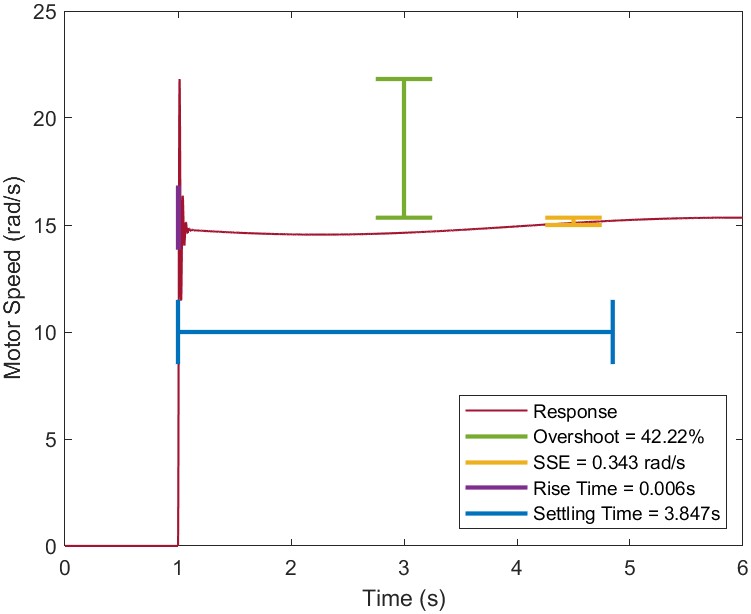 25
20
15
10
5
0
0
1
2
3
4
5
6
Motor Speed (rad/s)
Time (s)
Response
Overshoot = 42.22%
SSE = 0.343 rad/s
Rise Time = 0.006s
Settling Time = 3.847s